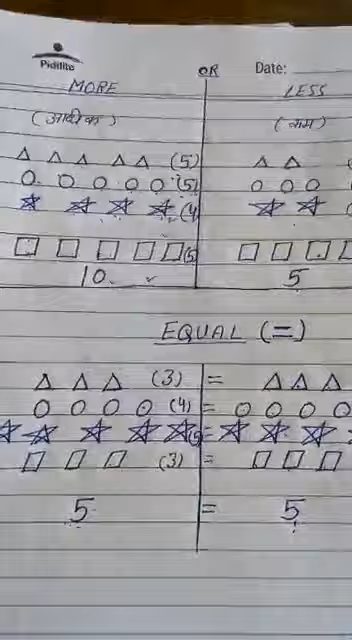 Pidilite
OR
Date:
MORE
LESS
(अधिक)
(कम)
(5)
(5)
(4
(5
10
5
EQUAL (=)
(3) =
(4) =
=
(3) =
5 = 5